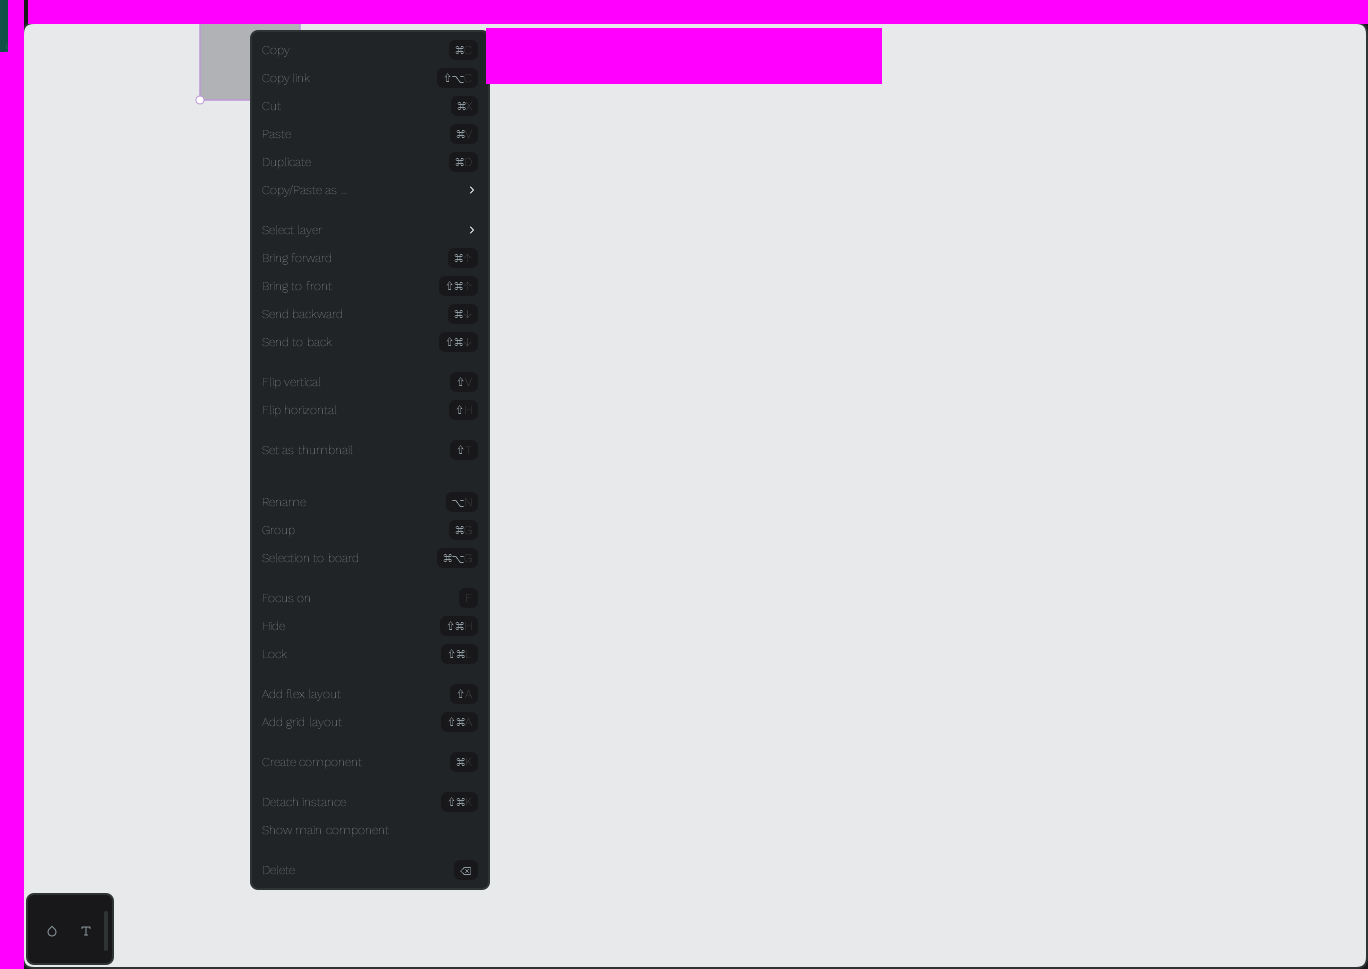 Copy ⌘C
Copy link ⇧⌥C
Cut ⌘X
Paste ⌘V
Duplicate ⌘D
Copy/Paste as ...
Select layer
Bring forward ⌘↑
Bring to front ⇧⌘↑
Send backward ⌘↓
Send to back ⇧⌘↓
Flip vertical ⇧V
Flip horizontal ⇧H
Set as thumbnail ⇧T
Rename ⌥N
Group ⌘G
Selection to board ⌘⌥G
Focus on F
Hide ⇧⌘H
Lock ⇧⌘L
Add flex layout ⇧A
Add grid layout ⇧⌘A
Create component ⌘K
Detach instance ⇧⌘K
Show main component
Delete ⌫